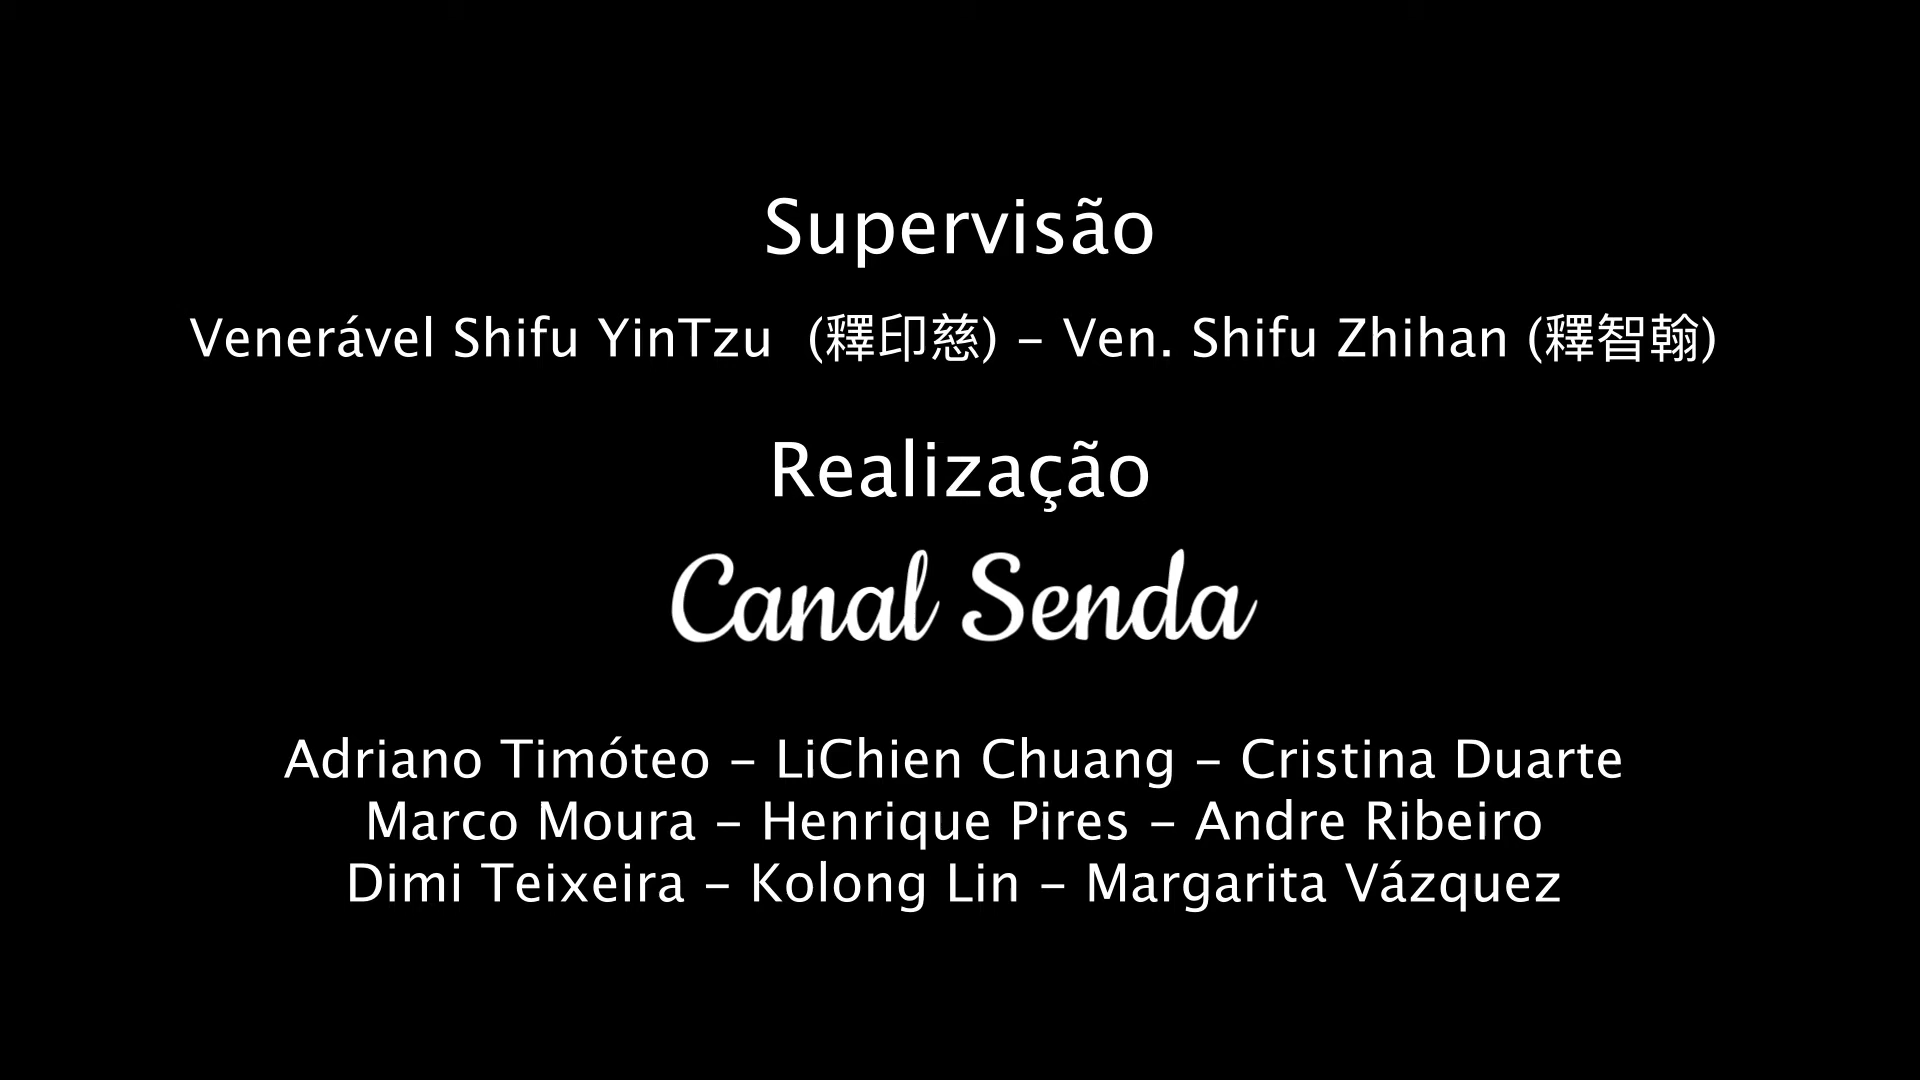 Supervisão
Venerável Shifu YinTzu (釋印慈) – Ven. Shifu Zhihan (釋智翰)
Realização
Canal Senda
Adriano Timóteo – LiChien Chuang – Cristina Duarte
Marco Moura – Henrique Pires – Andre Ribeiro
Dimi Teixeira – Kolong Lin – Margarita Vázquez